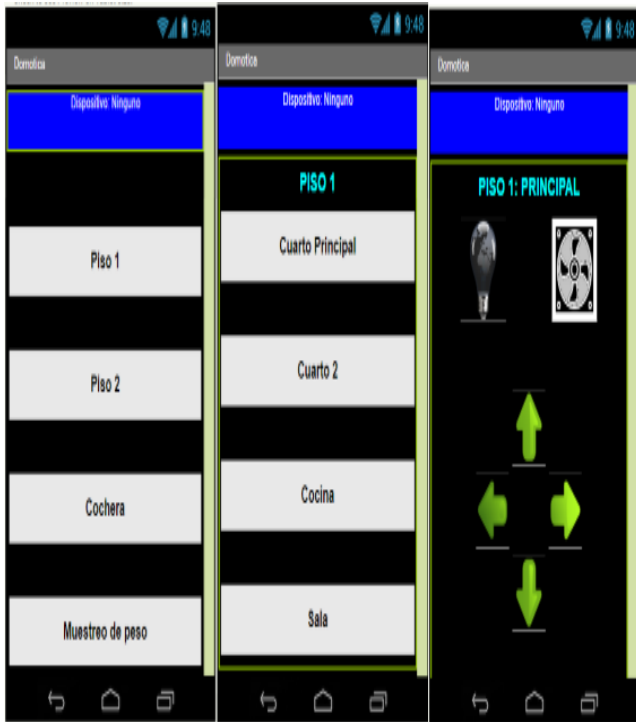 9:48
Domotica
Dispositivo: Ninguno
Piso 1
Piso 2
Cochera
Muestreo de peso
9:48
Domotica
Dispositivo: Ninguno
PISO 1
Cuarto Principal
Cuarto 2
Cocina
Sala
9:48
Domotica
Dispositivo: Ninguno
PISO 1: PRINCIPAL